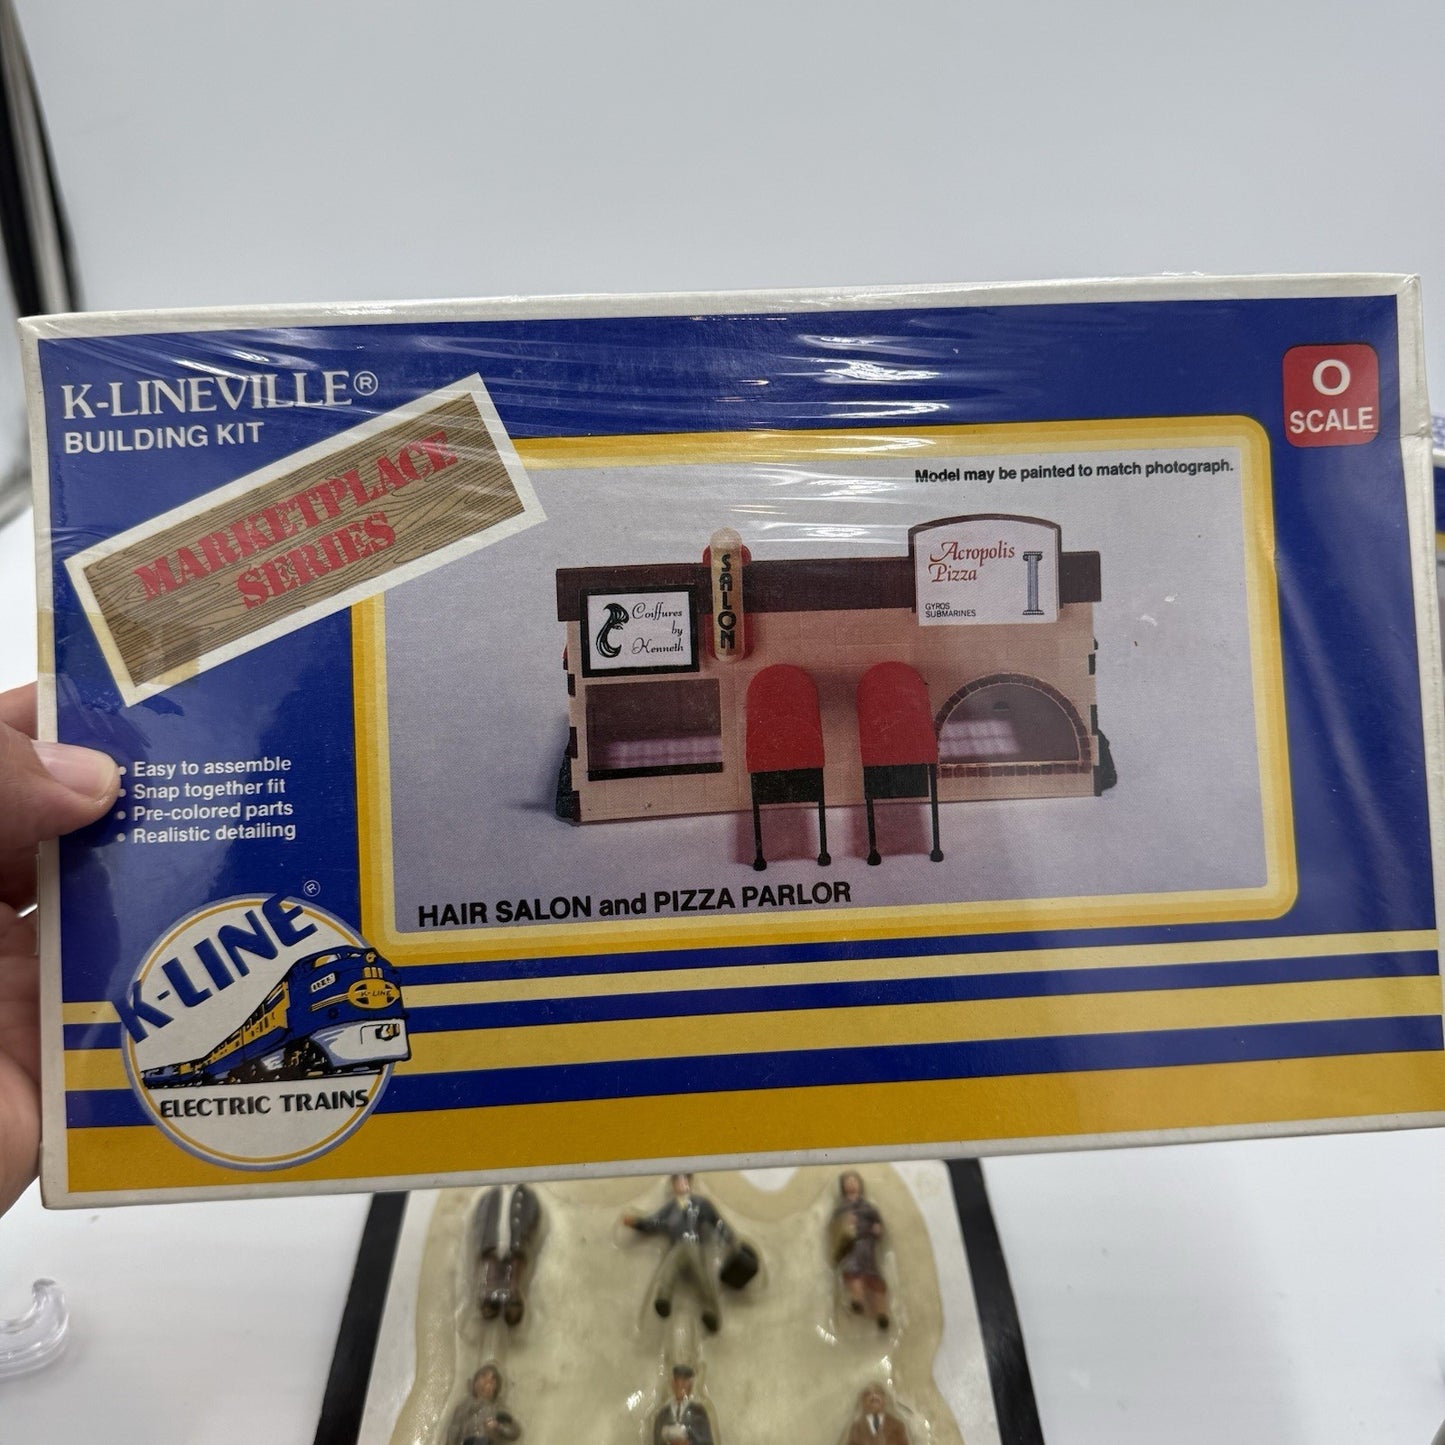 K-LINEVILLE®
BUILDING KIT
MARKETPLACE
SERIES
O
SCALE
Model may be painted to match photograph.
Coiffures
by
Kenneth
SALON
Acropolis
Pizza
GYROS
SUBMARINES
• Easy to assemble
• Snap together fit
• Pre-colored parts
• Realistic detailing
HAIR SALON and PIZZA PARLOR
K-LINE®
K-LINE
ELECTRIC TRAINS